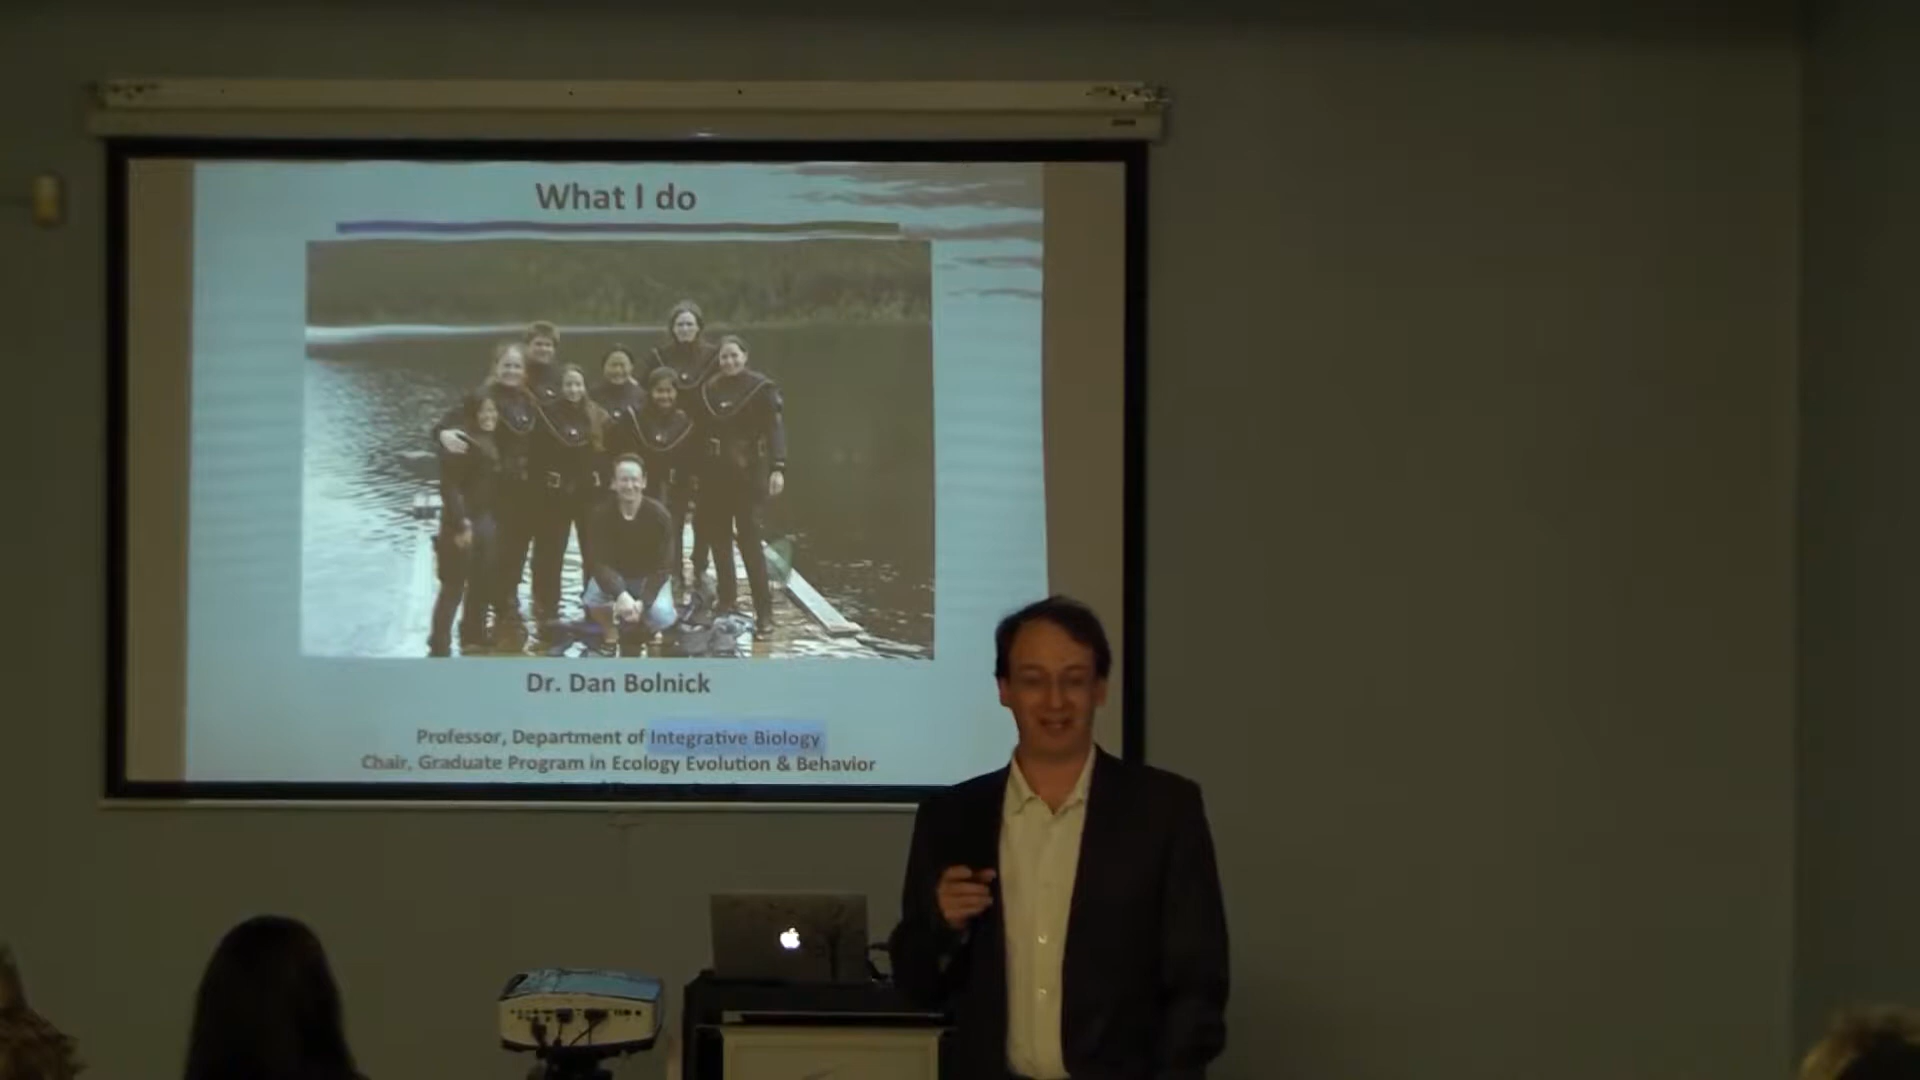 What I do
Dr. Dan Bolnick
Professor, Department of Integrative Biology
Chair, Graduate Program in Ecology Evolution & Behavior